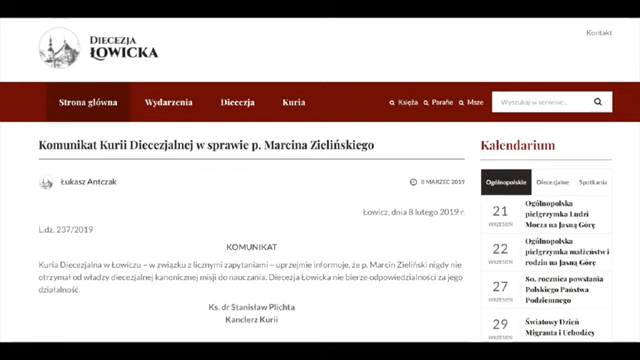 DIECEZJA
ŁOWICKA
Kontakt
Strona główna
Wydarzenia
Diecezja
Kuria
Księża
Parafie
Msze
Wyszukaj w serwisie...
Komunikat Kurii Diecezjalnej w sprawie p. Marcina Zielińskiego
Łukasz Antczak
8 MARZEC 2019
Łowicz, dnia 8 lutego 2019 r.
L.dz. 237/2019
KOMUNIKAT
Kuria Diecezjalna w Łowiczu – w związku z licznymi zapytaniami – uprzejmie informuje, że p. Marcin Zieliński nigdy nie
otrzymał od władzy diecezjalnej kanonicznej misji do nauczania. Diecezja Łowicka nie bierze odpowiedzialności za jego
działalność.
Ks. dr Stanisław Plichta
Kanclerz Kurii
Kalendarium
Ogólnopolskie
Diecezjalne
Spotkania
21
WRZESIEŃ
Ogólnopolska
pielgrzymka Ludzi
Morza na Jasną Górę
22
WRZESIEŃ
Ogólnopolska
pielgrzymka małżeństw i
rodzin na Jasną Górę
27
WRZESIEŃ
80. rocznica powstania
Polskiego Państwa
Podziemnego
29
WRZESIEŃ
Światowy Dzień
Migranta i Uchodźcy